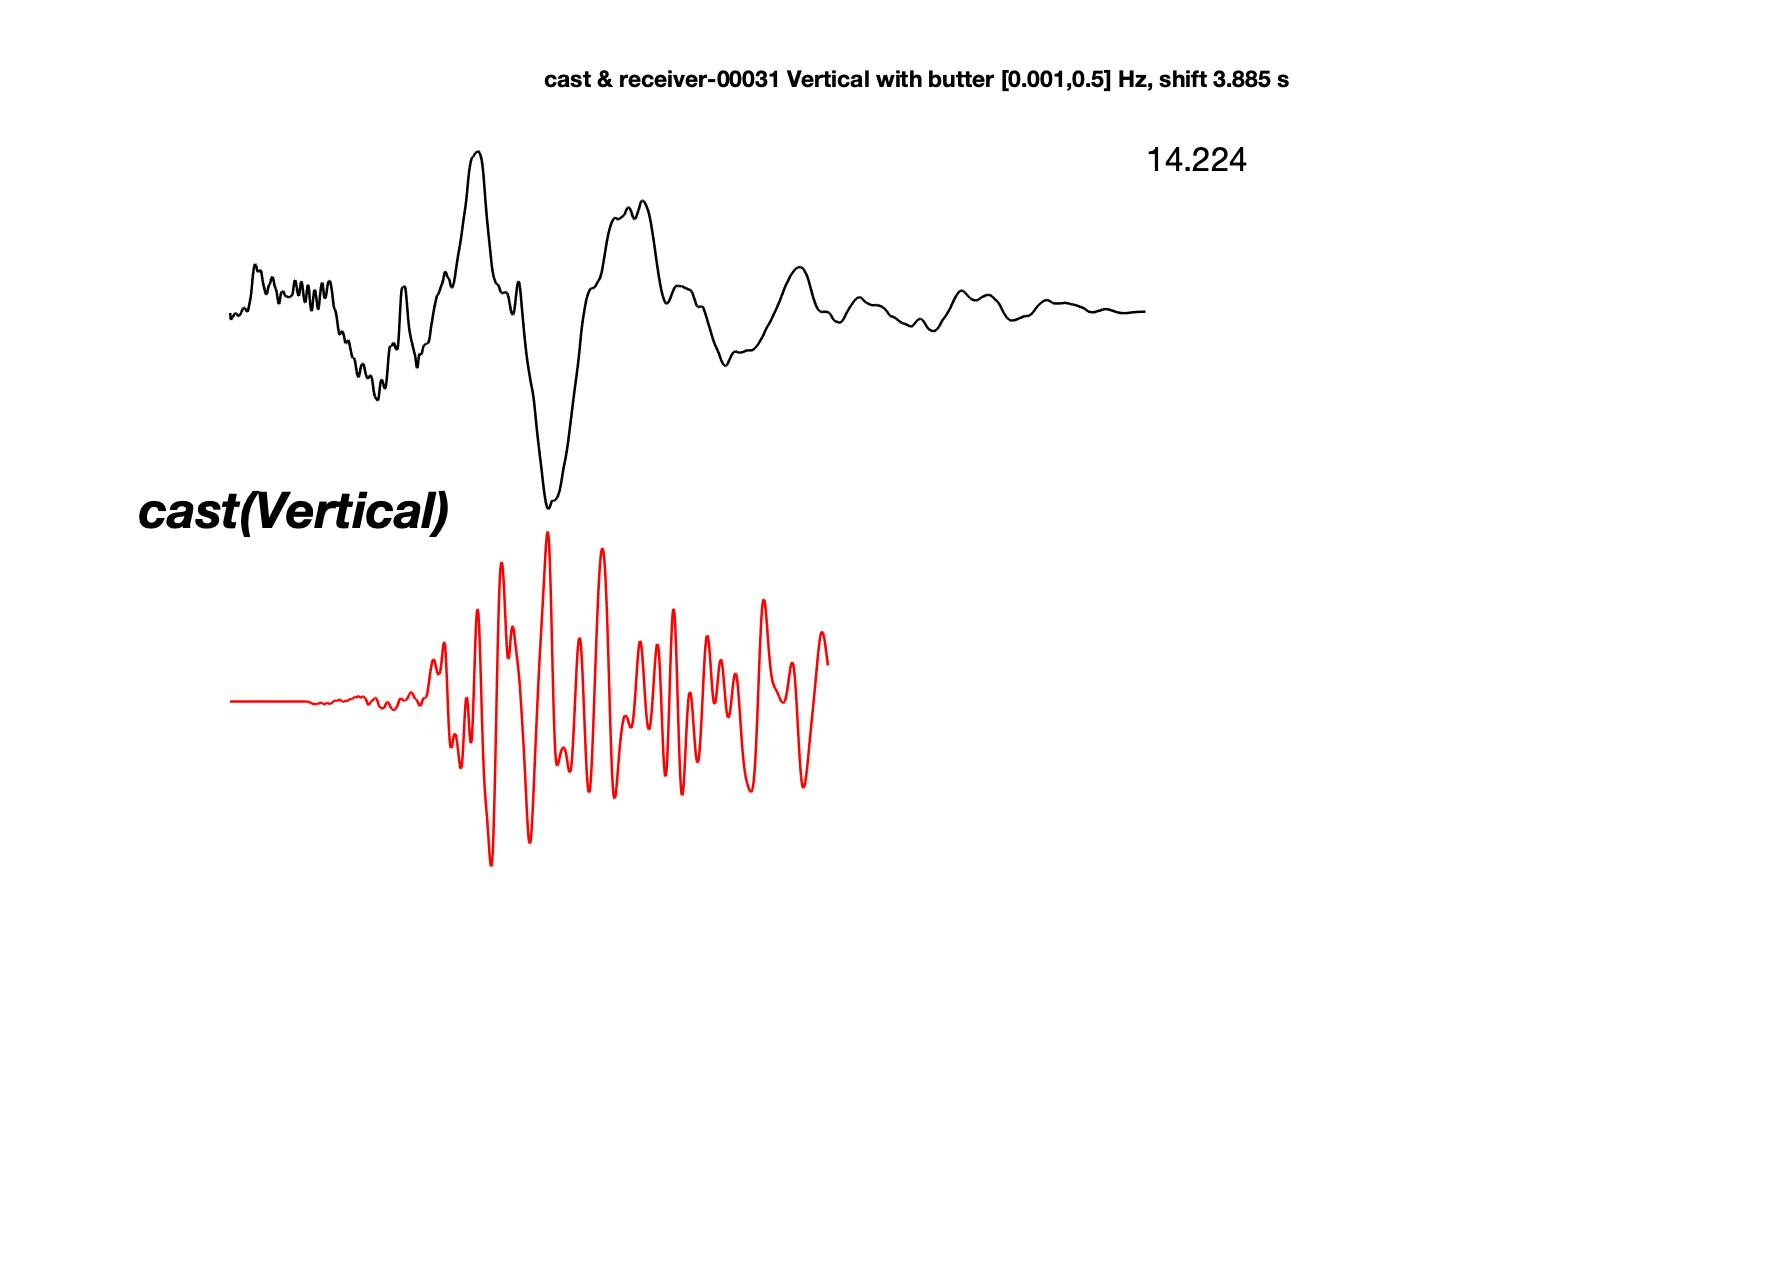 cast & receiver-00031 Vertical with butter [0.001,0.5] Hz, shift 3.885 s
14.224
cast(Vertical)